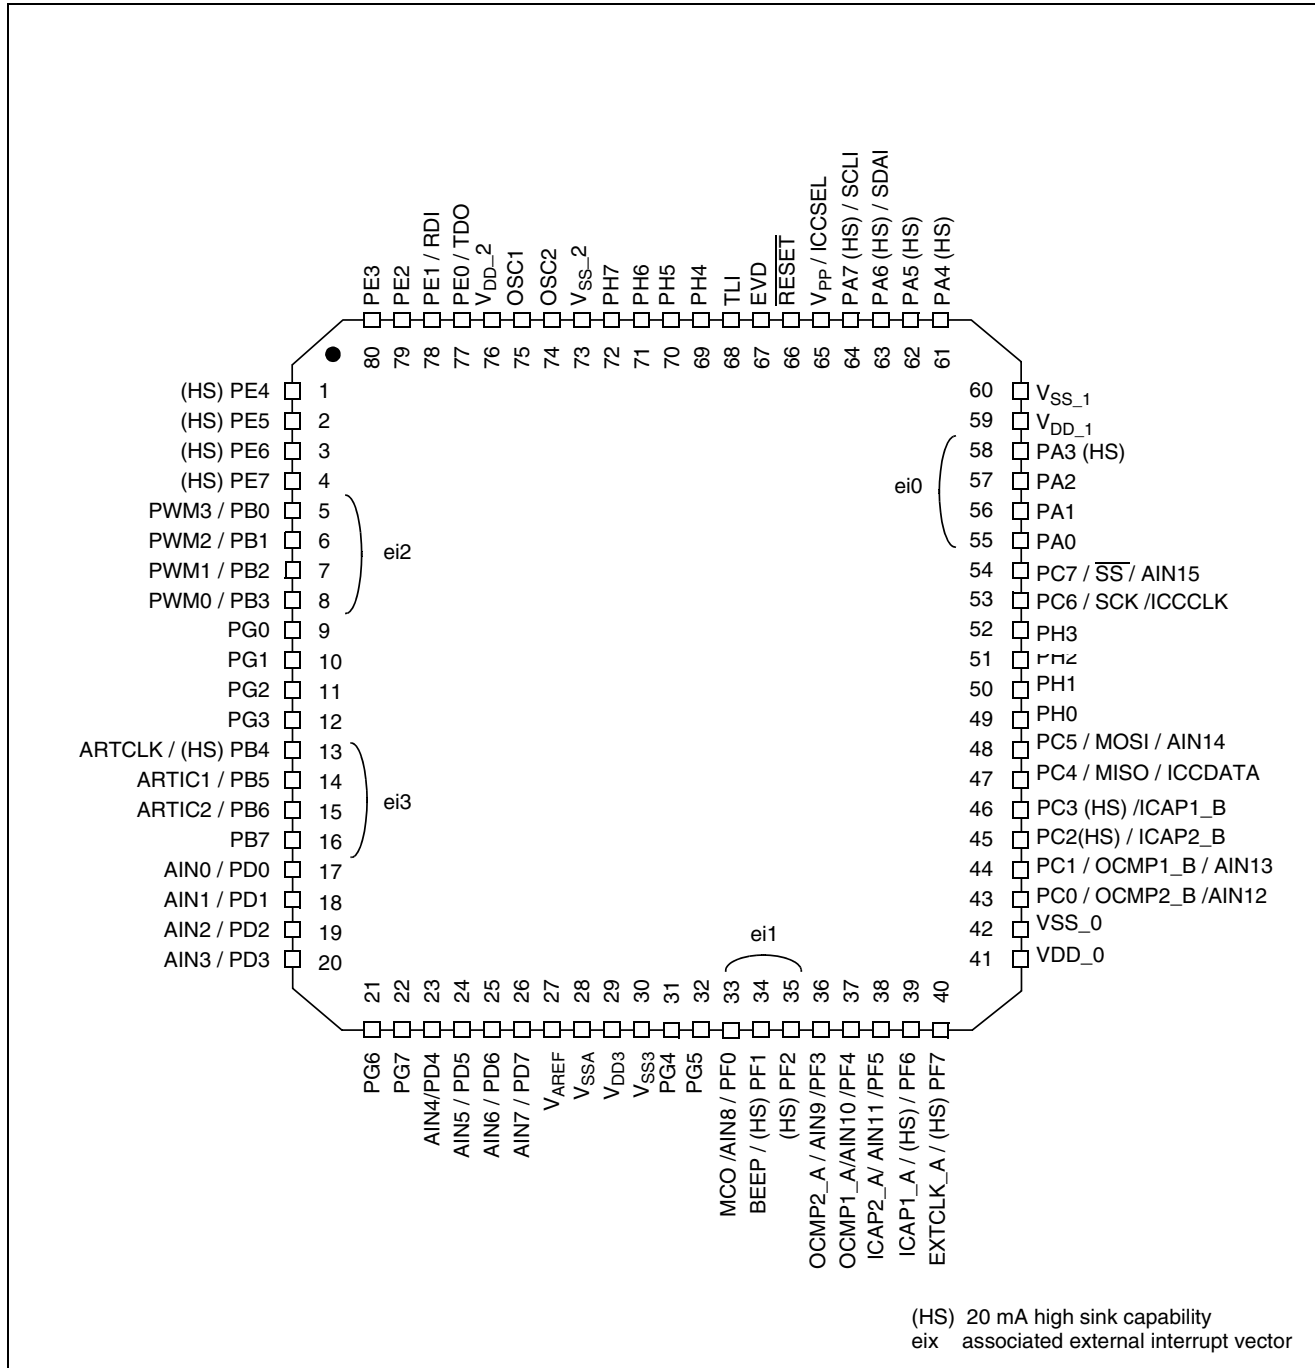 PE3
PE2
PE1 / RDI
PE0 / TDO
VDD_2
OSC1
OSC2
VSS_2
PH7
PH6
PH5
PH4
TLI
EVD
RESET
VPP / ICCSEL
PA7 (HS) / SCLI
PA6 (HS) / SDAI
PA5 (HS)
PA4 (HS)
80 79 78 77 76 75 74 73 72 71 70 69 68 67 66 65 64 63 62 61
(HS) PE4 1
(HS) PE5 2
(HS) PE6 3
(HS) PE7 4
PWM3 / PB0 5
PWM2 / PB1 6
PWM1 / PB2 7
PWM0 / PB3 8
ei2
PG0 9
PG1 10
PG2 11
PG3 12
ARTCLK / (HS) PB4 13
ARTIC1 / PB5 14
ARTIC2 / PB6 15
PB7 16
ei3
AIN0 / PD0 17
AIN1 / PD1 18
AIN2 / PD2 19
AIN3 / PD3 20
60 VSS_1
59 VDD_1
58 PA3 (HS)
57 PA2
56 PA1
55 PA0
ei0
54 PC7 / SS / AIN15
53 PC6 / SCK /ICCCLK
52 PH3
51 PH2
50 PH1
49 PH0
48 PC5 / MOSI / AIN14
47 PC4 / MISO / ICCDATA
46 PC3 (HS) /ICAP1_B
45 PC2(HS) / ICAP2_B
44 PC1 / OCMP1_B / AIN13
43 PC0 / OCMP2_B /AIN12
42 VSS_0
41 VDD_0
ei1
21 22 23 24 25 26 27 28 29 30 31 32 33 34 35 36 37 38 39 40
PG6
PG7
AIN4/PD4
AIN5 / PD5
AIN6 / PD6
AIN7 / PD7
VAREF
VSSA
VDD3
VSS3
PG4
PG5
MCO /AIN8 / PF0
BEEP / (HS) PF1
(HS) PF2
OCMP2_A / AIN9 /PF3
OCMP1_A/AIN10 /PF4
ICAP2_A/ AIN11 /PF5
ICAP1_A / (HS) / PF6
EXTCLK_A / (HS) PF7
(HS) 20 mA high sink capability
eix associated external interrupt vector